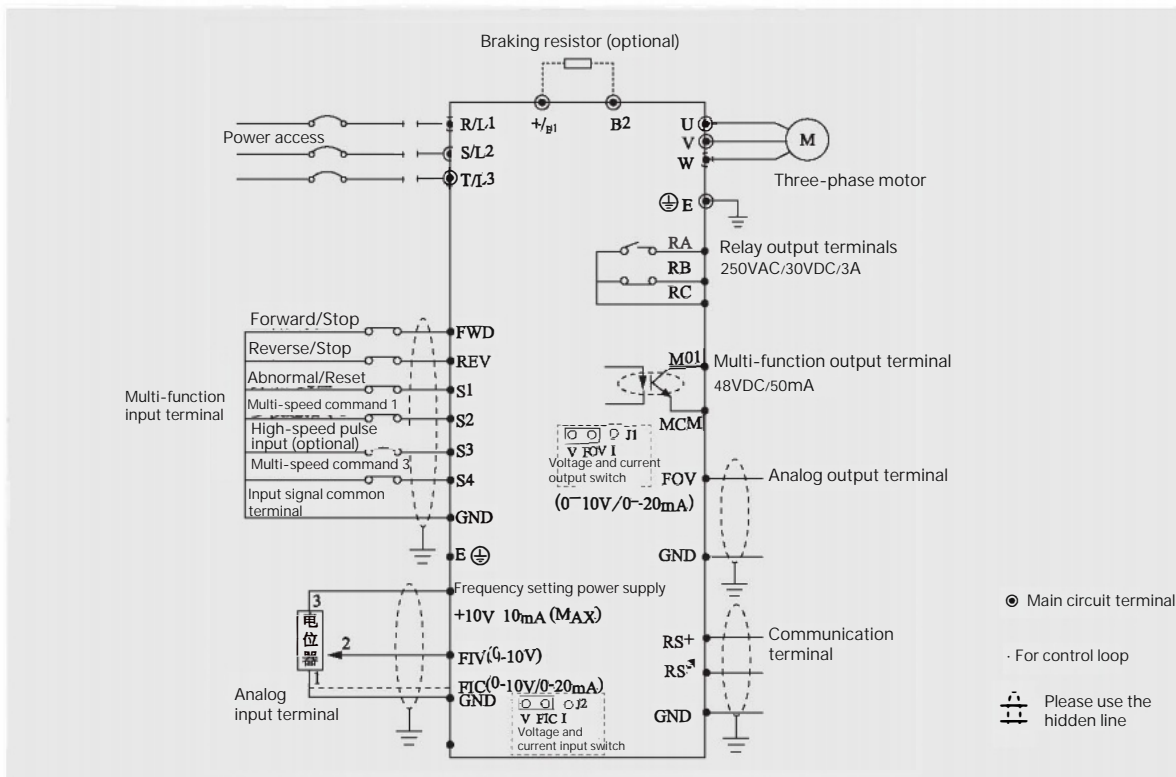 Braking resistor (optional)
+/B1
B2
Power access
R/L1
S/L2
T/L3
U
V
W
M
Three-phase motor
E
RA
RB
RC
Relay output terminals
250VAC/30VDC/3A
Multi-function
input terminal
Forward/Stop
Reverse/Stop
Abnormal/Reset
Multi-speed command 1
High-speed pulse
input (optional)
Multi-speed command 3
Input signal common
terminal
FWD
REV
S1
S2
S3
S4
GND
E
M01
MCM
Multi-function output terminal
48VDC/50mA
J1
V FOV I
Voltage and current
output switch
(0-10V/0--20mA)
FOV
GND
Analog output terminal
Frequency setting power supply
+10V 10mA (MAX)
FIV(0-10V)
FIC(0-10V/0-20mA)
GND
3
电位器
2
1
Analog
input terminal
J2
V FIC I
Voltage and
current input switch
RS+
RS-
GND
Communication
terminal
Main circuit terminal
· For control loop
Please use the
hidden line